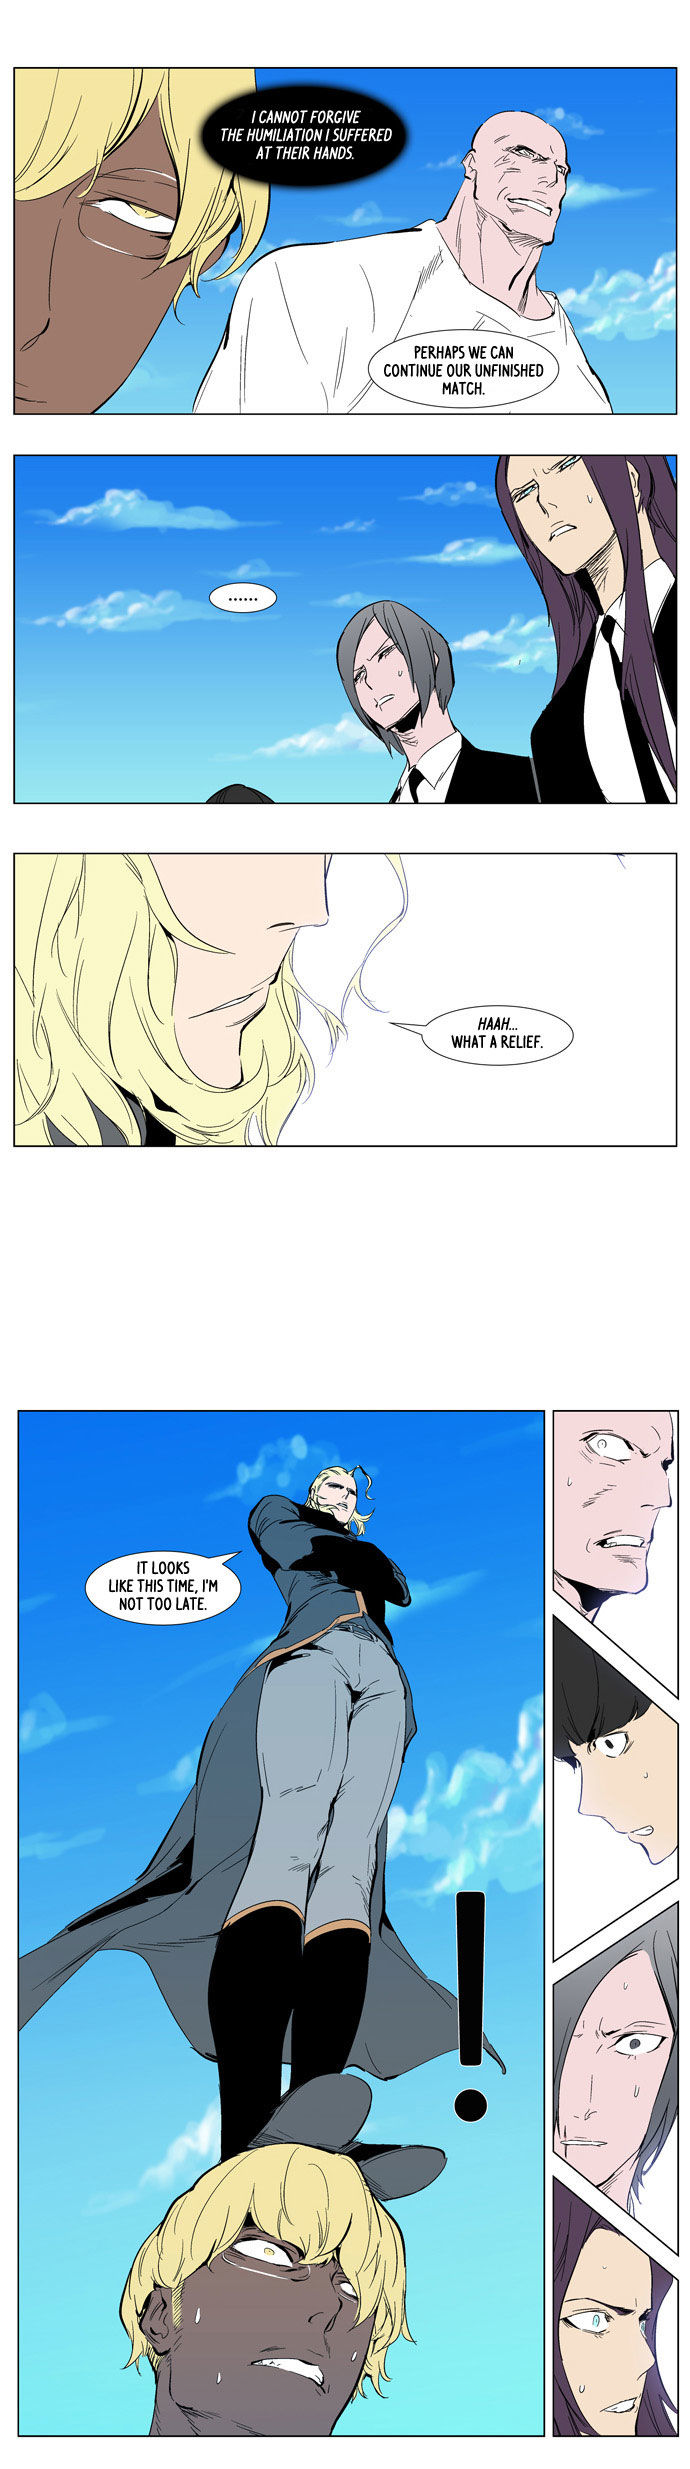 I CANNOT FORGIVE
THE HUMILIATION I SUFFERED
AT THEIR HANDS.
PERHAPS WE CAN
CONTINUE OUR UNFINISHED
MATCH.
......
HAAH...
WHAT A RELIEF.
IT LOOKS
LIKE THIS TIME, I'M
NOT TOO LATE.
!